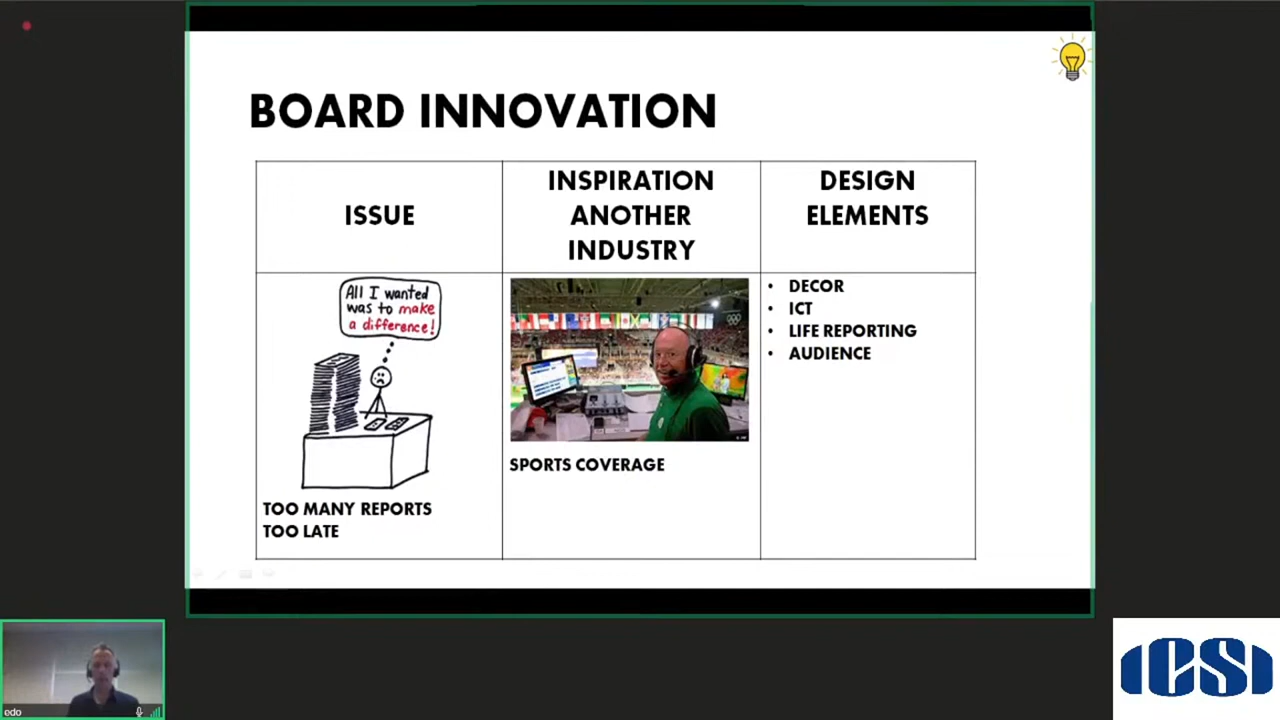 BOARD INNOVATION
ISSUE
INSPIRATION
ANOTHER
INDUSTRY
DESIGN
ELEMENTS
All I wanted
was to make
a difference!
TOO MANY REPORTS
TOO LATE
SPORTS COVERAGE
• DECOR
• ICT
• LIFE REPORTING
• AUDIENCE
edo
ICSI